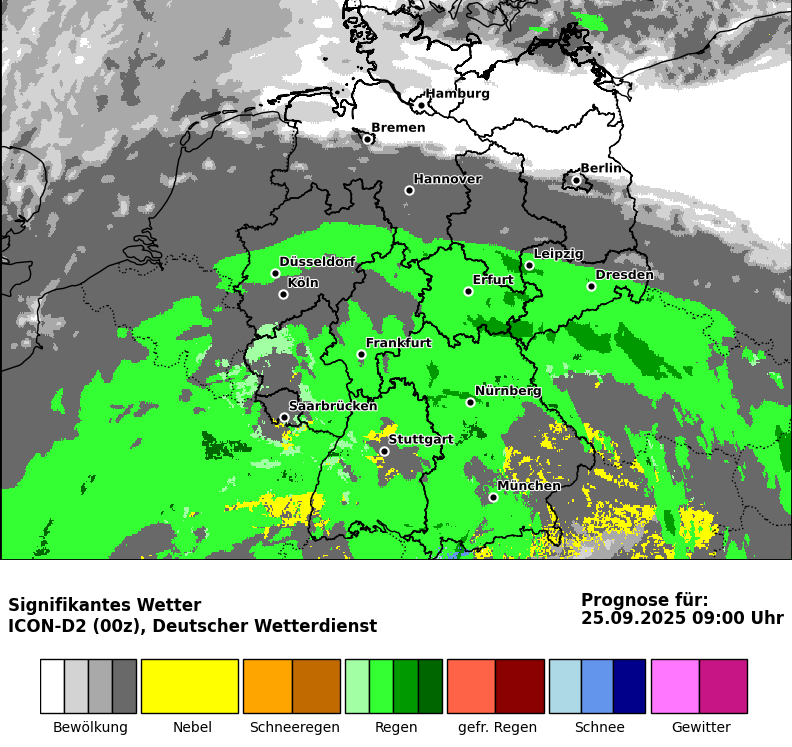 Hamburg
Bremen
Berlin
Hannover
Leipzig
Düsseldorf
Dresden
Köln
Erfurt
Frankfurt
Nürnberg
Saarbrücken
Stuttgart
München
Signifikantes Wetter
ICON-D2 (00z), Deutscher Wetterdienst
Prognose für:
25.09.2025 09:00 Uhr
Bewölkung
Nebel
Schneeregen
Regen
gefr. Regen
Schnee
Gewitter